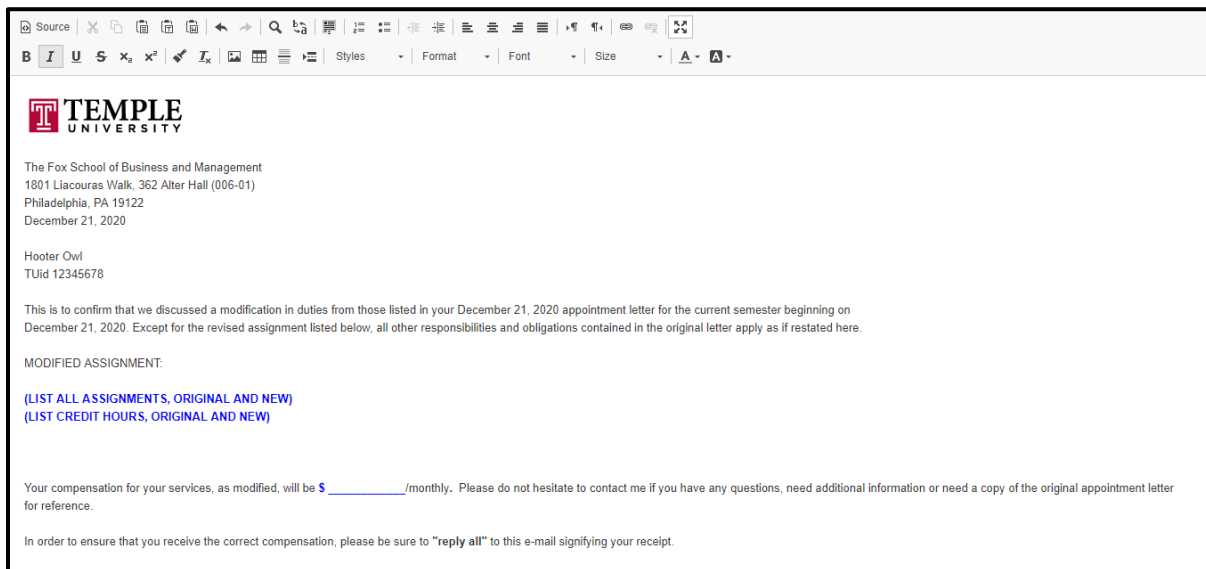 Source
B I U S x₂ x² Tx Styles Format Font Size A A
T TEMPLE
UNIVERSITY
The Fox School of Business and Management
1801 Liacouras Walk, 362 Alter Hall (006-01)
Philadelphia, PA 19122
December 21, 2020
Hooter Owl
TUid 12345678
This is to confirm that we discussed a modification in duties from those listed in your December 21, 2020 appointment letter for the current semester beginning on
December 21, 2020. Except for the revised assignment listed below, all other responsibilities and obligations contained in the original letter apply as if restated here.
MODIFIED ASSIGNMENT:
(LIST ALL ASSIGNMENTS, ORIGINAL AND NEW)
(LIST CREDIT HOURS, ORIGINAL AND NEW)
Your compensation for your services, as modified, will be $ ____________/monthly. Please do not hesitate to contact me if you have any questions, need additional information or need a copy of the original appointment letter
for reference.
In order to ensure that you receive the correct compensation, please be sure to "reply all" to this e-mail signifying your receipt.